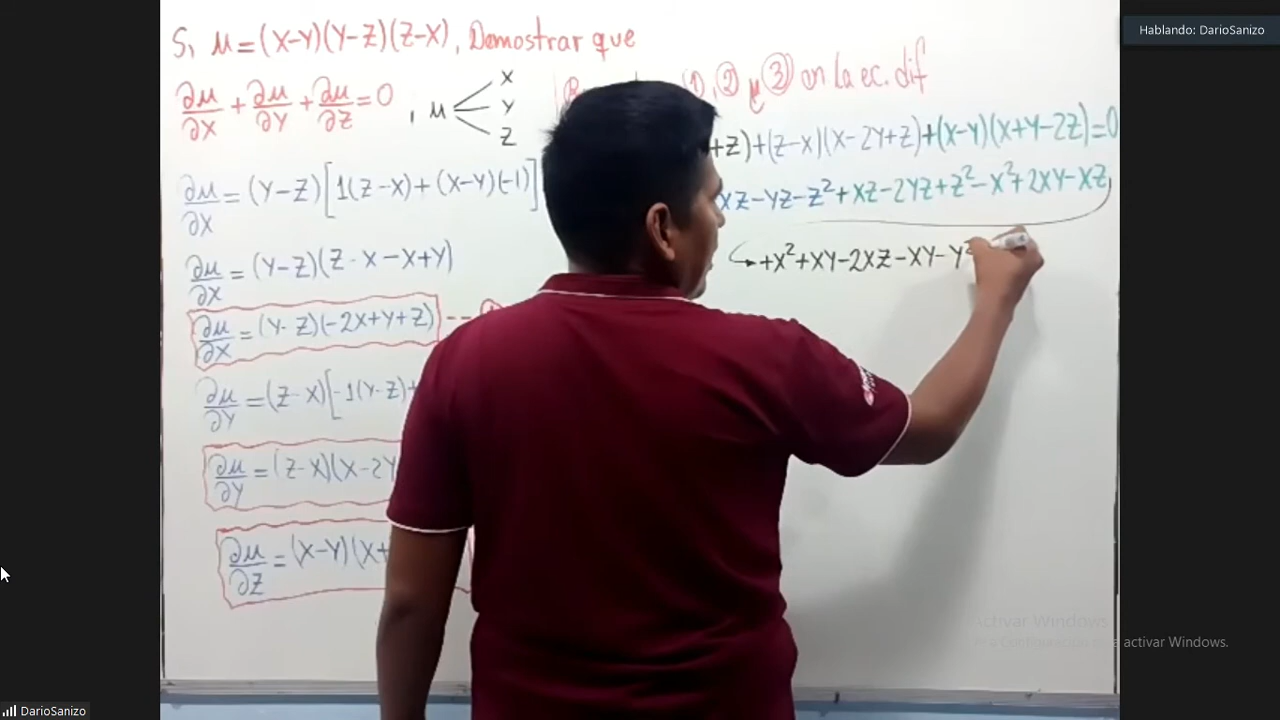 Hablando: DarioSanizo
Si μ=(X-Y)(Y-Z)(Z-X), Demostrar que
∂μ/∂X + ∂μ/∂Y + ∂μ/∂Z = 0 , μ < X Y Z
∂μ/∂X = (Y-Z)[1(Z-X)+(X-Y)(-1)]
∂μ/∂X = (Y-Z)(Z-X-X+Y)
∂μ/∂X = (Y-Z)(-2X+Y+Z) --
∂μ/∂Y = (Z-X)[-1(Y-Z)+
∂μ/∂Y = (Z-X)(X-2Y
∂μ/∂Z = (X-Y)(X+
, ② y ③ en la ec. dif
+Z)+(Z-X)(X-2Y+Z)+(X-Y)(X+Y-2Z)=0
XZ-YZ-Z²+XZ-2YZ+Z²-X²+2XY-XZ
+X²+XY-2XZ-XY-Y²
Activar Windows
a activar Windows.
DarioSanizo